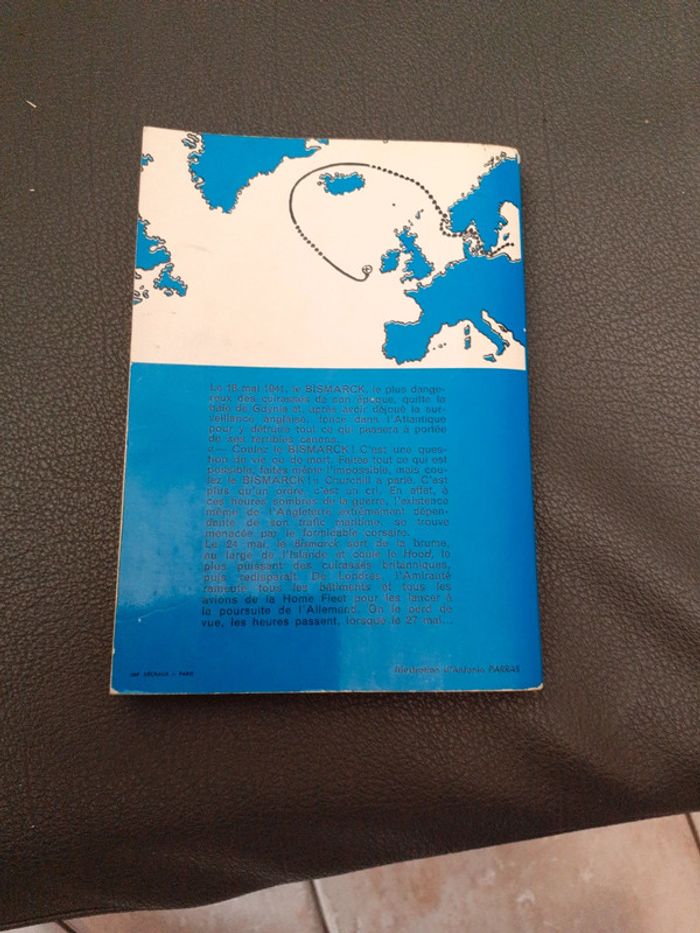 Le 18 mai 1941, le BISMARCK, le plus dange-
reux des cuirassés de son époque, quitte la
baie de Gdynia et, après avoir déjoué la sur-
veillance anglaise, fonce dans l'Atlantique
pour y détruire tout ce qui passera à portée
de ses terribles canons.
«— Coulez le BISMARCK ! C'est une ques-
tion de vie ou de mort. Faites tout ce qui est
possible, faites même l'impossible, mais cou-
lez le BISMARCK ! » Churchill a parlé. C'est
plus qu'un ordre, c'est un cri. En effet, à
ces heures sombres de la guerre, l'existence
même de l'Angleterre extrêmement dépen-
dante de son trafic maritime, se trouve
menacée par le formidable corsaire.
Le 24 mai, le Bismarck sort de la brume,
au large de l'Islande et coule le Hood, le
plus puissant des cuirassés britanniques,
puis redisparaît. De Londres, l'Amirauté
rameute tous les bâtiments et tous les
avions de la Home Fleet pour les lancer à
la poursuite de l'Allemand. On le perd de
vue, les heures passent, lorsque le 27 mai...
IMP. DÉCHAUX — PARIS
Illustration d'Antonio PARRAS